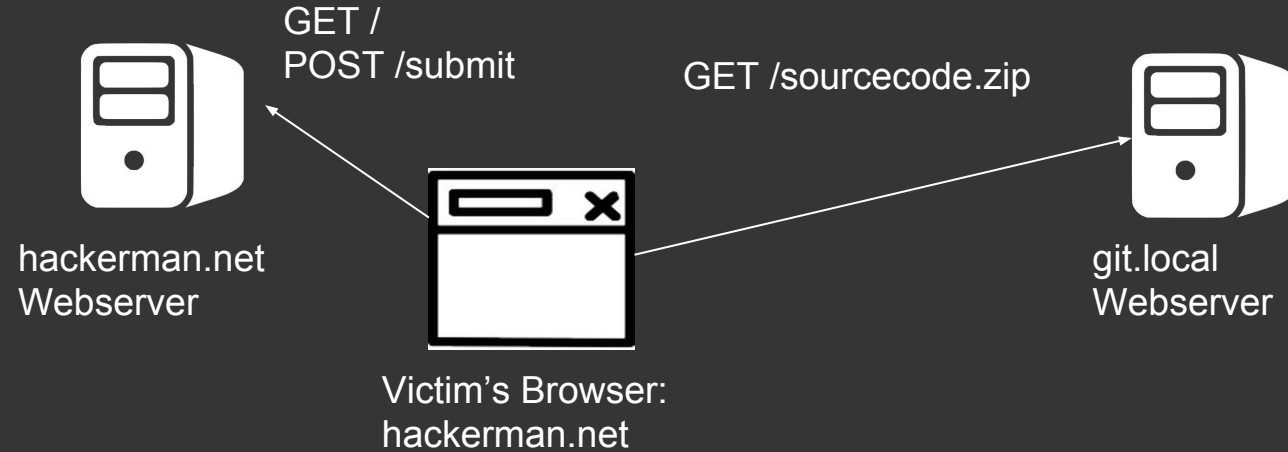 GET /
POST /submit
GET /sourcecode.zip
hackerman.net
Webserver
git.local
Webserver
Victim's Browser:
hackerman.net